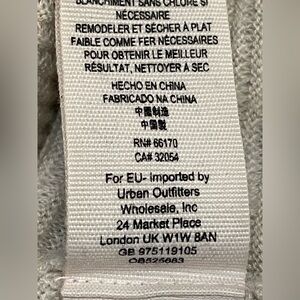 BLANCHIMENT SANS CHLORE SI
NÉCESSAIRE
REMODELER ET SÉCHER À PLAT
FAIBLE COMME FER NÉCESSAIRES
POUR OBTENIR LE MEILLEUR
RÉSULTAT, NETTOYER À SEC
HECHO EN CHINA
FABRICADO NA CHINA
中國制造
中国製
RN# 66170
CA# 32054
For EU- Imported by
Urban Outfitters
Wholesale, Inc
24 Market Place
London UK W1W 8AN
GB 975119105